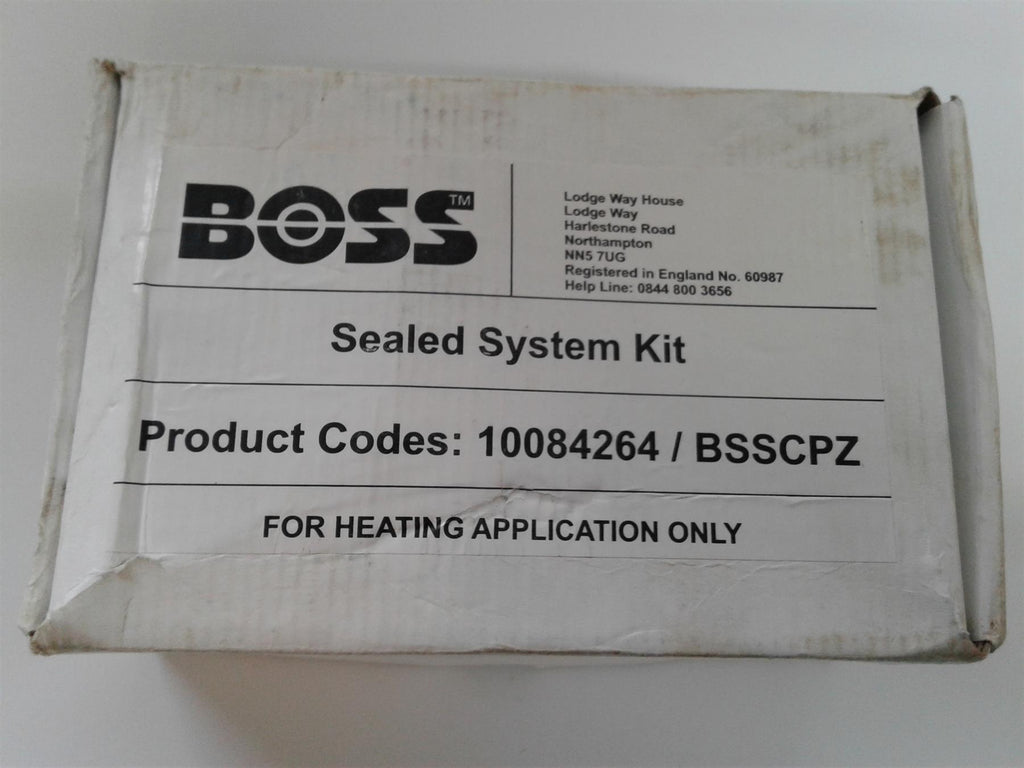 BOSS™
Lodge Way House
Lodge Way
Harlestone Road
Northampton
NN5 7UG
Registered in England No. 60987
Help Line: 0844 800 3656
Sealed System Kit
Product Codes: 10084264 / BSSCPZ
FOR HEATING APPLICATION ONLY